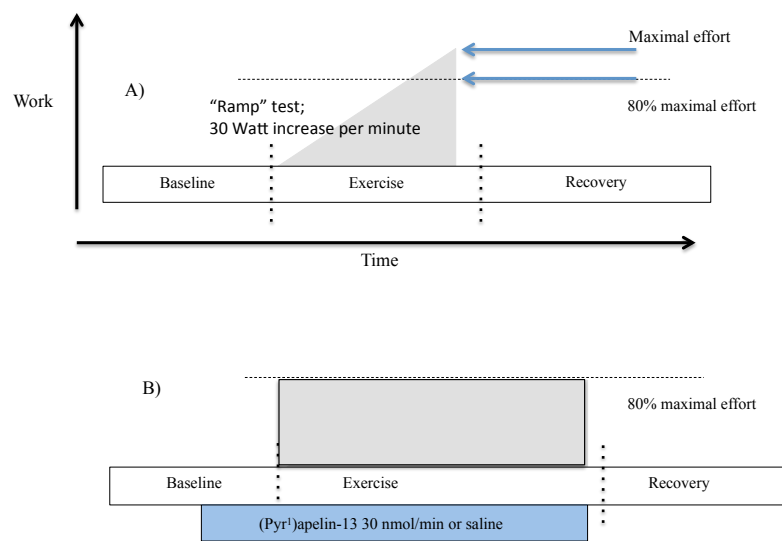 Maximal effort
Work
A)
80% maximal effort
“Ramp” test;
30 Watt increase per minute
Baseline
Exercise
Recovery
Time
B)
80% maximal effort
Baseline
Exercise
Recovery
(Pyr¹)apelin-13 30 nmol/min or saline